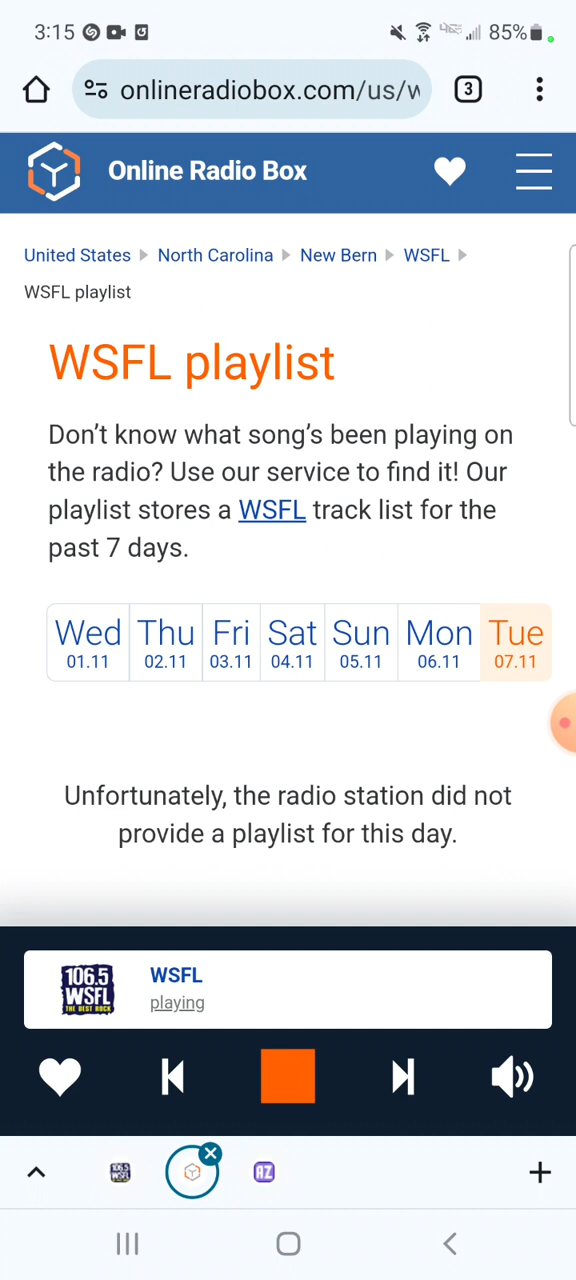 3:15
85%
onlineradiobox.com/us/w
3
Online Radio Box
United States North Carolina New Bern WSFL
WSFL playlist
WSFL playlist
Don't know what song's been playing on
the radio? Use our service to find it! Our
playlist stores a WSFL track list for the
past 7 days.
Wed Thu Fri Sat Sun Mon Tue
01.11 02.11 03.11 04.11 05.11 06.11 07.11
Unfortunately, the radio station did not
provide a playlist for this day.
106.5
WSFL
THE BEST ROCK
WSFL
playing
106.5
WSFL
AZ